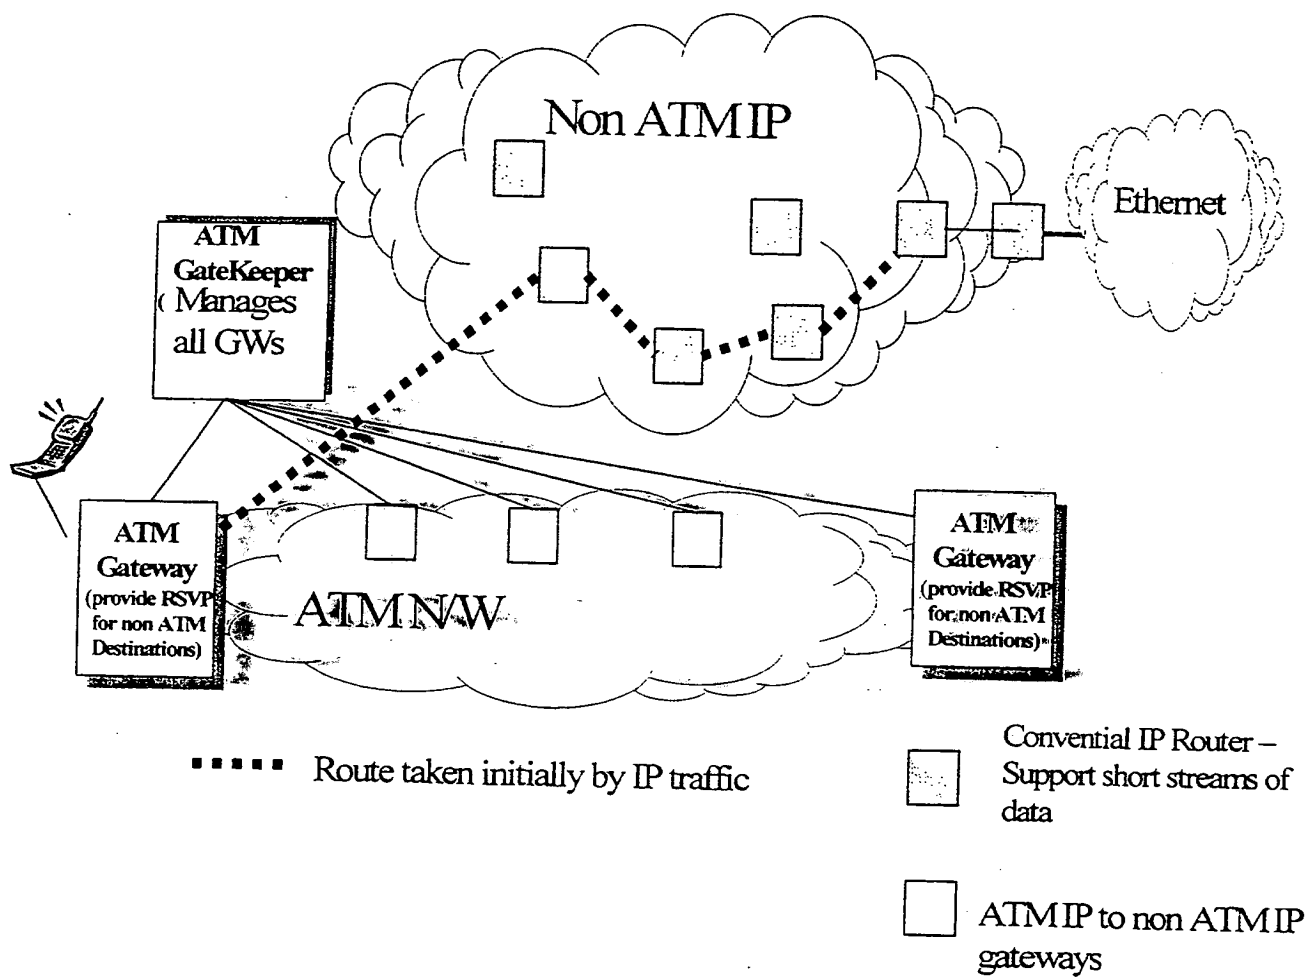 Non ATM IP
Ethernet
ATM
GateKeeper
( Manages
all GWs
ATM
Gateway
(provide RSVP
for non ATM
Destinations)
ATM N/W
ATM
Gateway
(provide RSVP
for non ATM
Destinations)
Route taken initially by IP traffic
Convential IP Router –
Support short streams of
data
ATM IP to non ATM IP
gateways